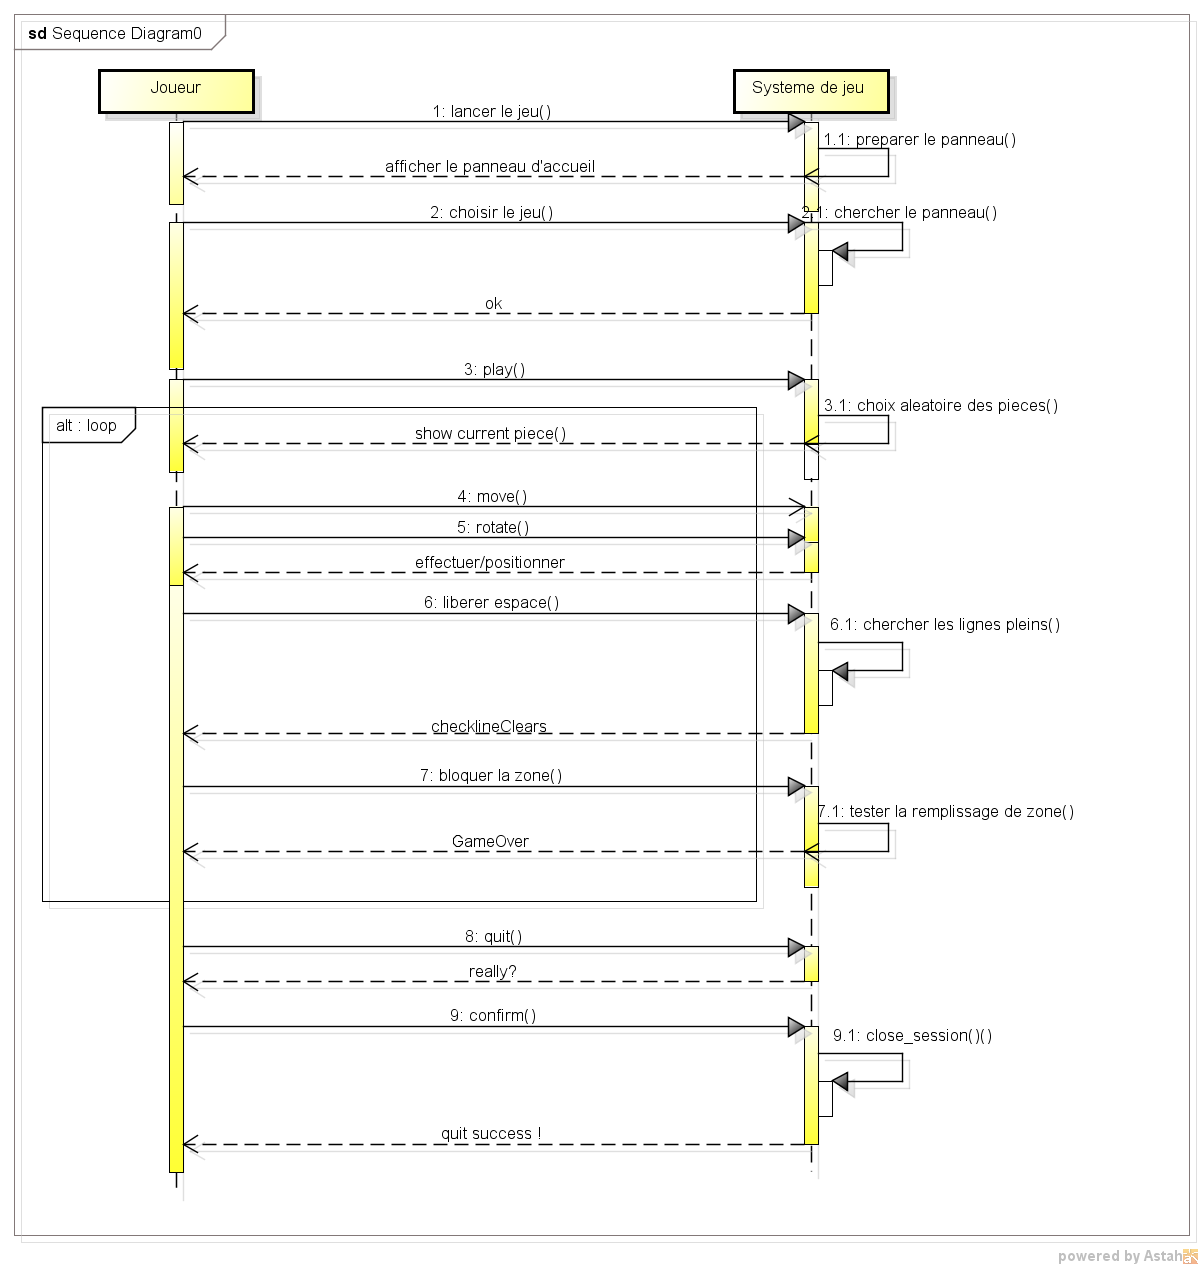 sd Sequence Diagram0
Joueur
Systeme de jeu
1: lancer le jeu()
1.1: preparer le panneau()
afficher le panneau d'accueil
2: choisir le jeu()
2.1: chercher le panneau()
ok
3: play()
3.1: choix aleatoire des pieces()
alt : loop
show current piece()
4: move()
5: rotate()
effectuer/positionner
6: liberer espace()
6.1: chercher les lignes pleins()
checklineClears
7: bloquer la zone()
7.1: tester la remplissage de zone()
GameOver
8: quit()
really?
9: confirm()
9.1: close_session()()
quit success !
powered by Astah